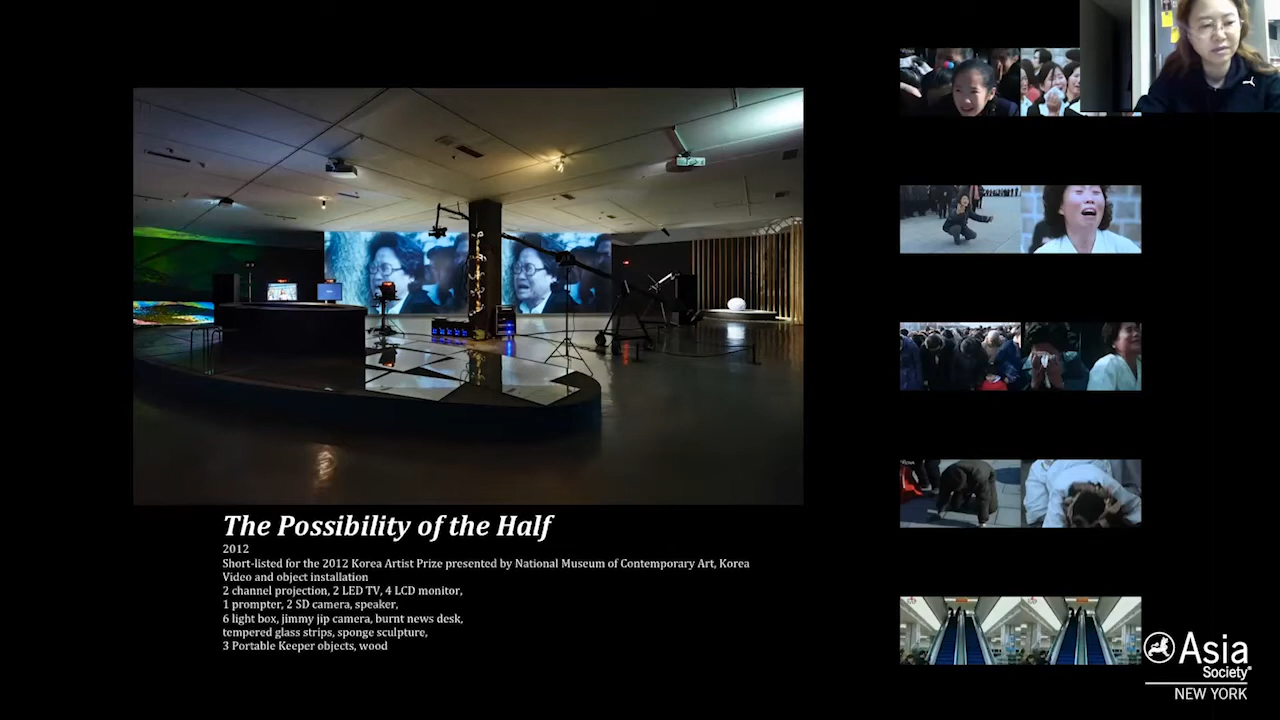 The Possibility of the Half
2012
Short-listed for the 2012 Korea Artist Prize presented by National Museum of Contemporary Art, Korea
Video and object installation
2 channel projection, 2 LED TV, 4 LCD monitor,
1 prompter, 2 SD camera, speaker,
6 light box, jimmy jip camera, burnt news desk,
tempered glass strips, sponge sculpture,
3 Portable Keeper objects, wood
Asia
Society®
NEW YORK